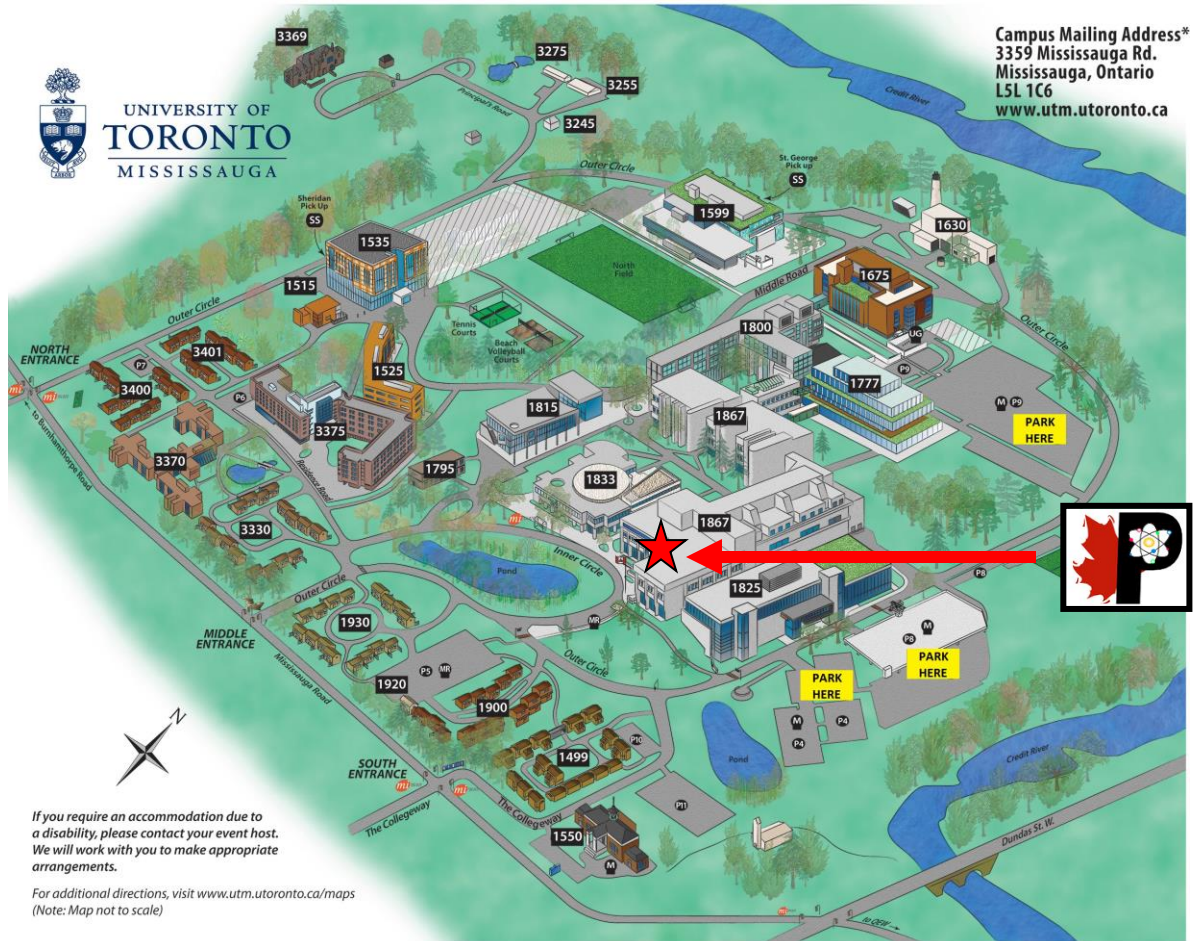 Campus Mailing Address*
3359 Mississauga Rd.
Mississauga, Ontario
L5L 1C6
www.utm.utoronto.ca
UNIVERSITY OF
TORONTO
MISSISSAUGA
3369
3275
3255
3245
Principal's Road
Credit River
Outer Circle
St. George
Pick up
SS
Sheridan
Pick Up
SS
1599
1630
1535
North
Field
Middle Road
1675
1515
Outer Circle
Tennis
Courts
Beach
Volleyball
Courts
1800
UG
Outer Circle
NORTH
ENTRANCE
3401
P7
1525
P9
mi
mi
3400
P6
1777
M
P9
PARK
HERE
to Burnhamthorpe Road
3375
1815
1867
3370
Residence Road
1795
1833
3330
mi
1867
P
Inner Circle
Pond
P8
1825
Outer Circle
1930
MR
M
P8
MIDDLE
ENTRANCE
Outer Circle
PARK
HERE
PARK
HERE
Mississauga Road
P5
MR
1920
1900
M
P4
P4
N
P10
1499
Pond
Credit River
SOUTH
ENTRANCE
mi
mi
The Collegeway
The Collegeway
P11
Dundas St. W.
1550
M
If you require an accommodation due to
a disability, please contact your event host.
We will work with you to make appropriate
arrangements.
For additional directions, visit www.utm.utoronto.ca/maps
(Note: Map not to scale)
to QEW